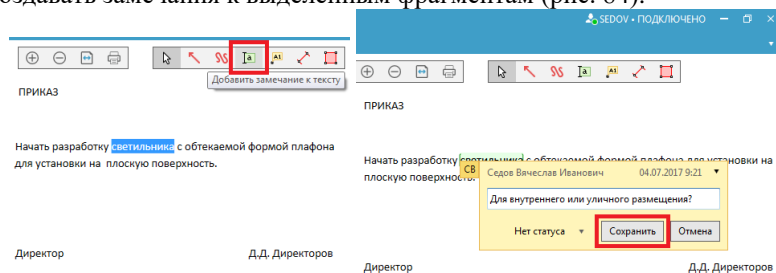 создавать замечания к выделенным фрагментам (рис. 84).
Добавить замечание к тексту
ПРИКАЗ
Начать разработку светильника с обтекаемой формой плафона
для установки на плоскую поверхность.
Директор Д.Д. Директоров
SEDOV • ПОДКЛЮЧЕНО
a A1
ПРИКАЗ
Начать разработку светильника с обтекаемой формой плафона для установки на
плоскую поверхность.
СВ Седов Вячеслав Иванович 04.07.2017 9:21
Для внутреннего или уличного размещения?
Нет статуса Сохранить Отмена
Директор Д.Д. Директоров